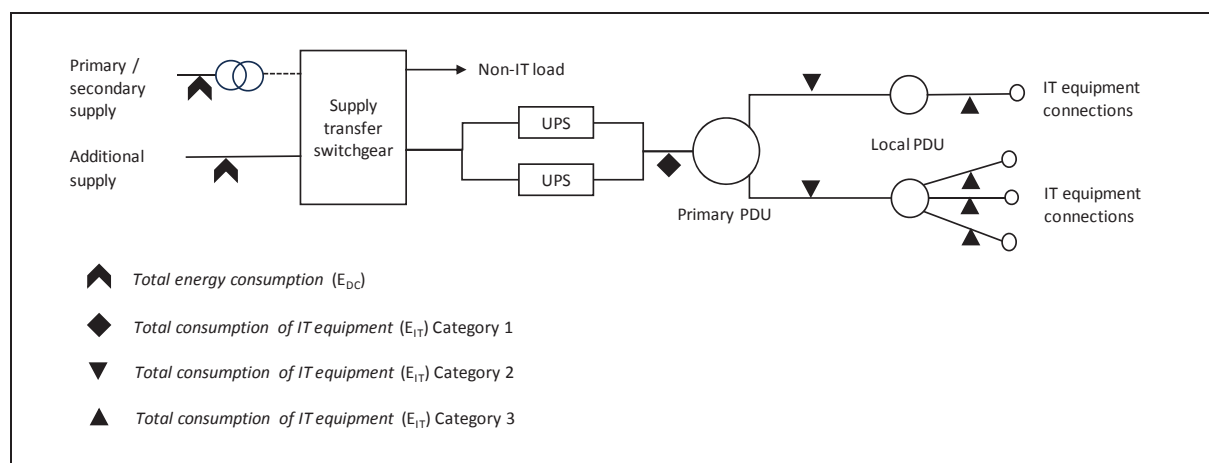 Primary /
secondary
supply
Additional
supply
Supply
transfer
switchgear
Non-IT load
UPS
UPS
Primary PDU
Local PDU
IT equipment
connections
IT equipment
connections
Total energy consumption (EDC)
Total consumption of IT equipment (EIT) Category 1
Total consumption of IT equipment (EIT) Category 2
Total consumption of IT equipment (EIT) Category 3